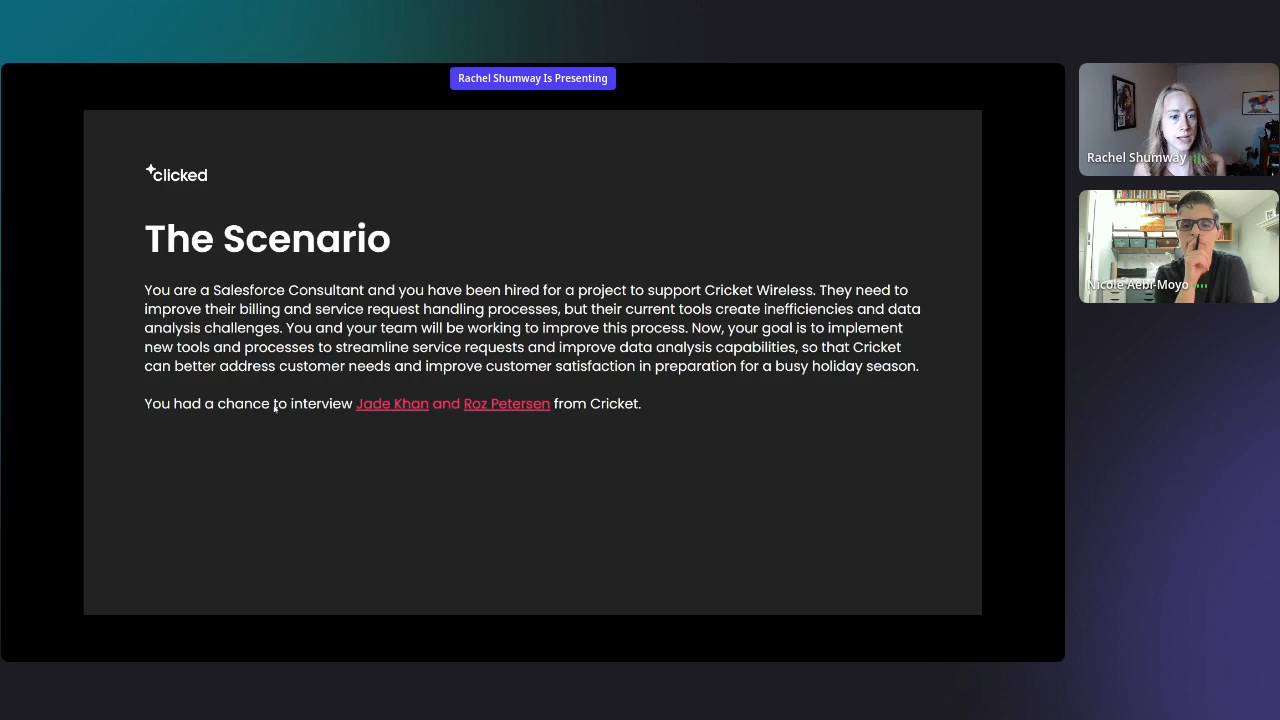 Rachel Shumway Is Presenting
clicked
The Scenario
You are a Salesforce Consultant and you have been hired for a project to support Cricket Wireless. They need to
improve their billing and service request handling processes, but their current tools create inefficiencies and data
analysis challenges. You and your team will be working to improve this process. Now, your goal is to implement
new tools and processes to streamline service requests and improve data analysis capabilities, so that Cricket
can better address customer needs and improve customer satisfaction in preparation for a busy holiday season.
You had a chance to interview Jade Khan and Roz Petersen from Cricket.
Rachel Shumway
Nicole Aebi-Moyo